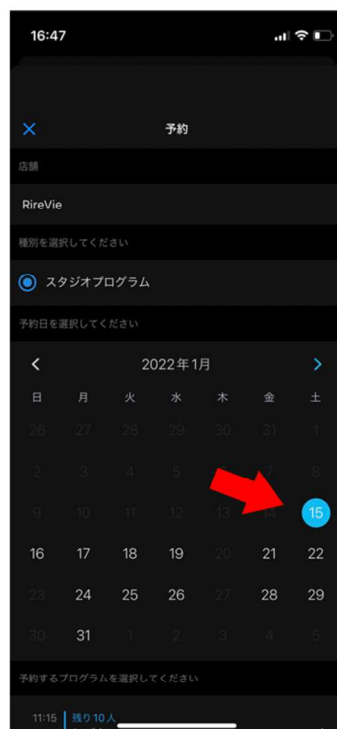 16:47
予約
店舗
RireVie
種別を選択してください
スタジオプログラム
予約日を選択してください
2022年1月
日 月 火 水 木 金 土
26 27 28 29 30 31 1
2 3 4 5 7 8
9 10 11 12 13 14 15
16 17 18 19 20 21 22
23 24 25 26 27 28 29
30 31 1 2 3 4 5
予約するプログラムを選択してください
11:15 残り10人